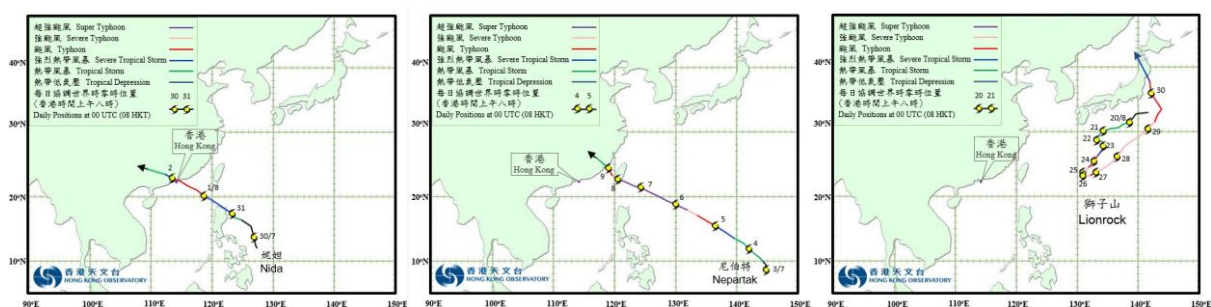 超強颱風 Super Typhoon
強颱風 Severe Typhoon
颱風 Typhoon
強烈熱帶風暴 Severe Tropical Storm
熱帶風暴 Tropical Storm
熱帶低氣壓 Tropical Depression
每日協調世界時零時位置 30 31
(香港時間上午八時)
Daily Positions at 00 UTC (08 HKT)
40°N
30°N
20°N
10°N
香港
Hong Kong
2
1/8
31
30/7
妮妲
Nida
香港天文台
HONG KONG OBSERVATORY
90°E 100°E 110°E 120°E 130°E 140°E 150°E
超強颱風 Super Typhoon
強颱風 Severe Typhoon
颱風 Typhoon
強烈熱帶風暴 Severe Tropical Storm
熱帶風暴 Tropical Storm
熱帶低氣壓 Tropical Depression
每日協調世界時零時位置 4 5
(香港時間上午八時)
Daily Positions at 00 UTC (08 HKT)
40°N
30°N
20°N
10°N
香港
Hong Kong
9
8
7
6
5
4
3/7
尼伯特
Nepartak
香港天文台
HONG KONG OBSERVATORY
90°E 100°E 110°E 120°E 130°E 140°E 150°E
超強颱風 Super Typhoon
強颱風 Severe Typhoon
颱風 Typhoon
強烈熱帶風暴 Severe Tropical Storm
熱帶風暴 Tropical Storm
熱帶低氣壓 Tropical Depression
每日協調世界時零時位置 20 21
(香港時間上午八時)
Daily Positions at 00 UTC (08 HKT)
40°N
30°N
20°N
10°N
香港
Hong Kong
30
20/8
21
29
22
23
28
24
25
27
26
獅子山
Lionrock
香港天文台
HONG KONG OBSERVATORY
90°E 100°E 110°E 120°E 130°E 140°E 150°E